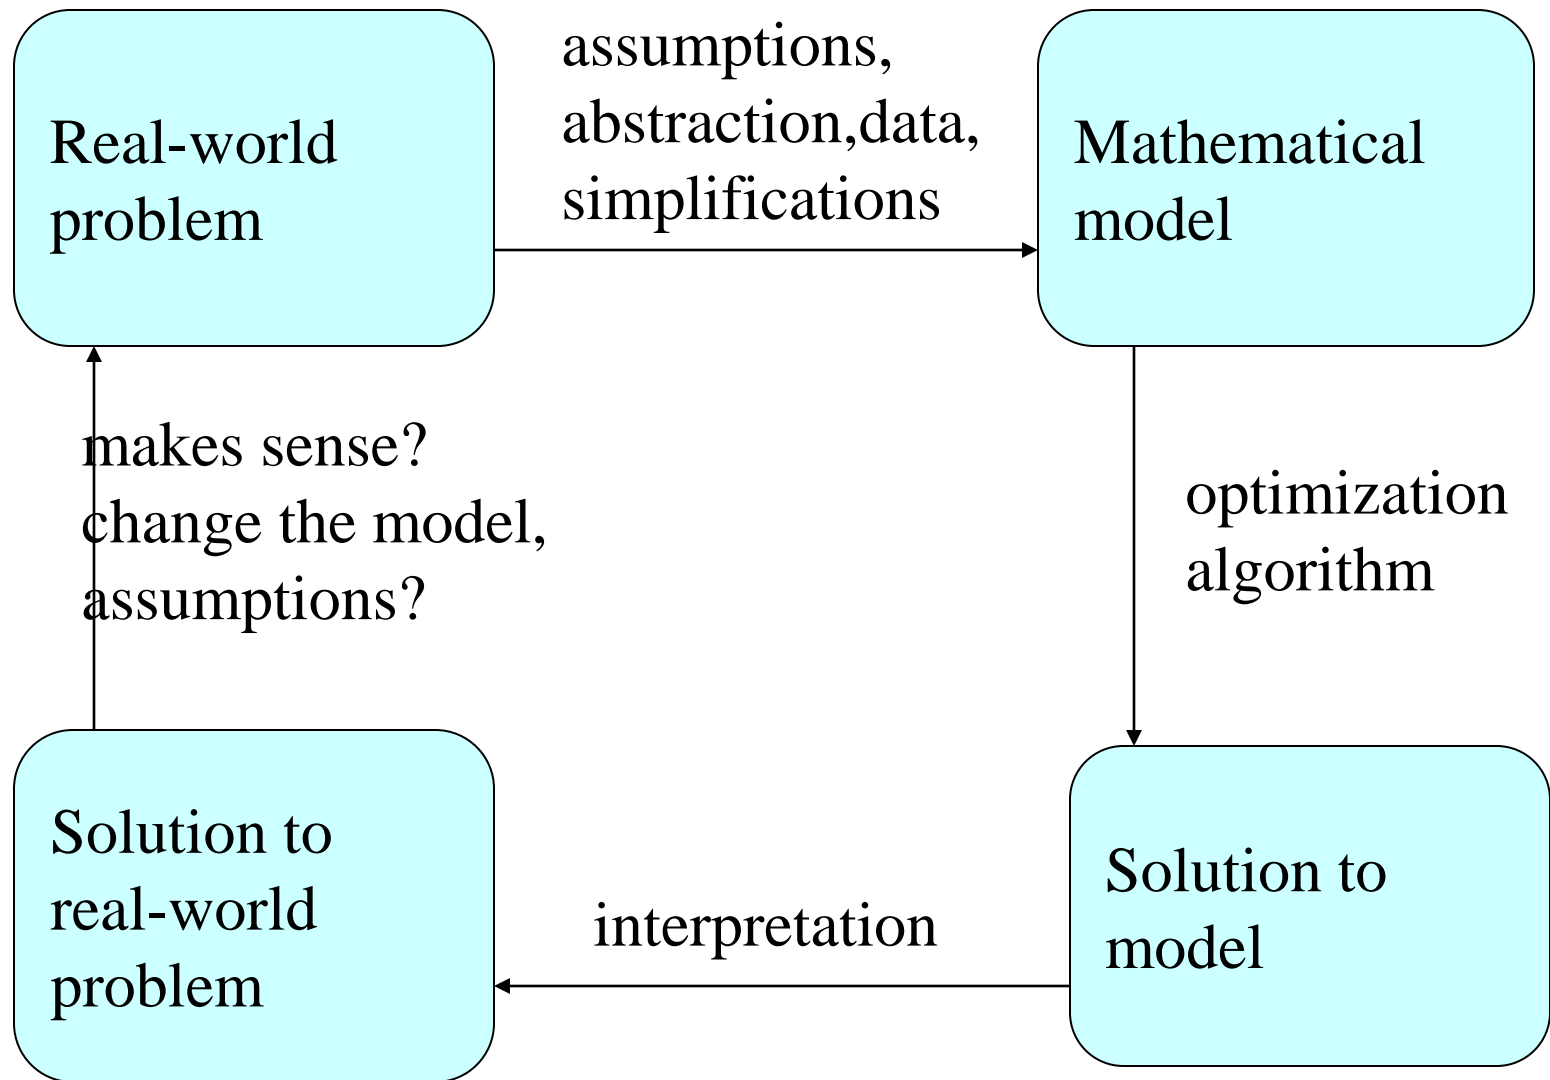 Real-world
problem
assumptions,
abstraction,data,
simplifications
Mathematical
model
makes sense?
change the model,
assumptions?
optimization
algorithm
Solution to
real-world
problem
interpretation
Solution to
model